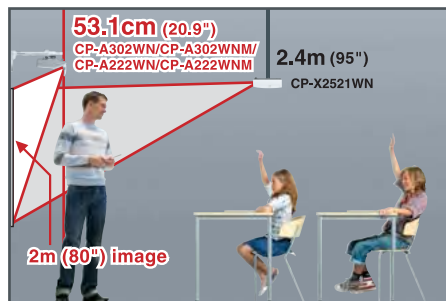 53.1cm (20.9")
CP-A302WN/CP-A302WNM/
CP-A222WN/CP-A222WNM
2.4m (95")
CP-X2521WN
2m (80") image